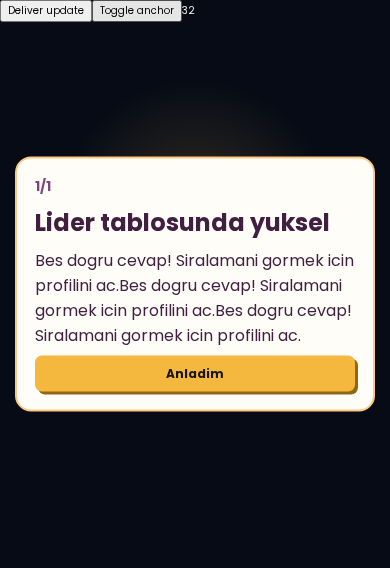 Deliver update Toggle anchor 32
1/1
Lider tablosunda yuksel
Bes dogru cevap! Siralamani gormek icin
profilini ac.Bes dogru cevap! Siralamani
gormek icin profilini ac.Bes dogru cevap!
Siralamani gormek icin profilini ac.
Anladim